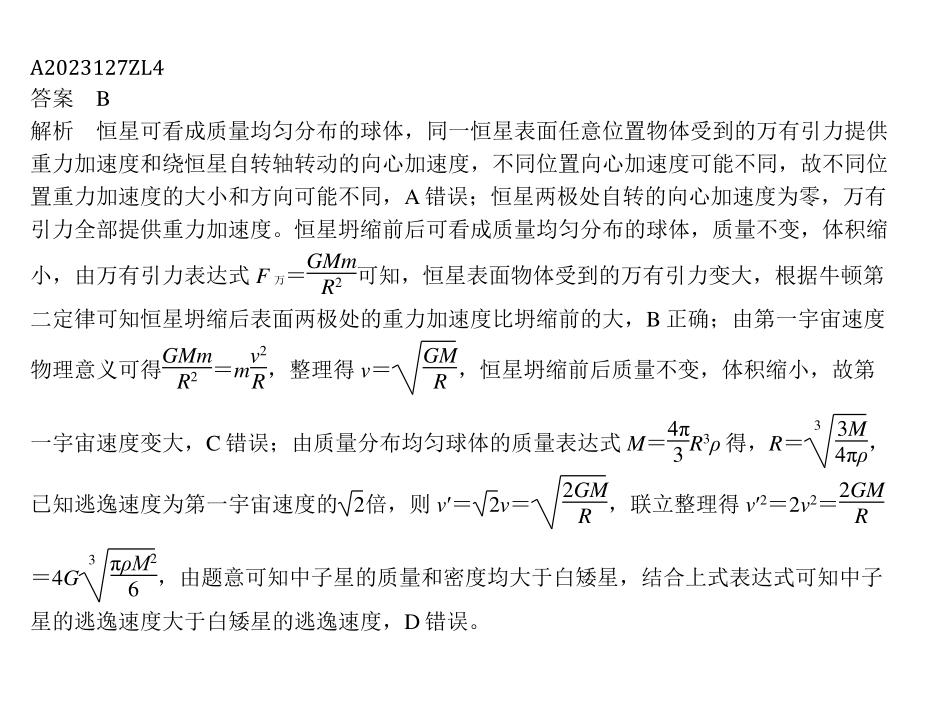 A2023127ZL4
答案　B
解析　恒星可看成质量均匀分布的球体，同一恒星表面任意位置物体受到的万有引力提供
重力加速度和绕恒星自转轴转动的向心加速度，不同位置向心加速度可能不同，故不同位
置重力加速度的大小和方向可能不同，A 错误；恒星两极处自转的向心加速度为零，万有
引力全部提供重力加速度。恒星坍缩前后可看成质量均匀分布的球体，质量不变，体积缩
小，由万有引力表达式 F万＝\frac{GMm}{R^2}可知，恒星表面物体受到的万有引力变大，根据牛顿第
二定律可知恒星坍缩后表面两极处的重力加速度比坍缩前的大，B 正确；由第一宇宙速度
物理意义可得\frac{GMm}{R^2}＝m\frac{v^2}{R}，整理得 v＝\sqrt{\frac{GM}{R}}，恒星坍缩前后质量不变，体积缩小，故第
一宇宙速度变大，C 错误；由质量分布均匀球体的质量表达式 M＝\frac{4π}{3}R^3ρ 得，R＝\sqrt[3]{\frac{3M}{4πρ}}，
已知逃逸速度为第一宇宙速度的\sqrt{2}倍，则 v′＝\sqrt{2}v＝\sqrt{\frac{2GM}{R}}，联立整理得 v′^2＝2v^2＝\frac{2GM}{R}
＝4G\sqrt[3]{\frac{πρM^2}{6}}，由题意可知中子星的质量和密度均大于白矮星，结合上式表达式可知中子
星的逃逸速度大于白矮星的逃逸速度，D 错误。